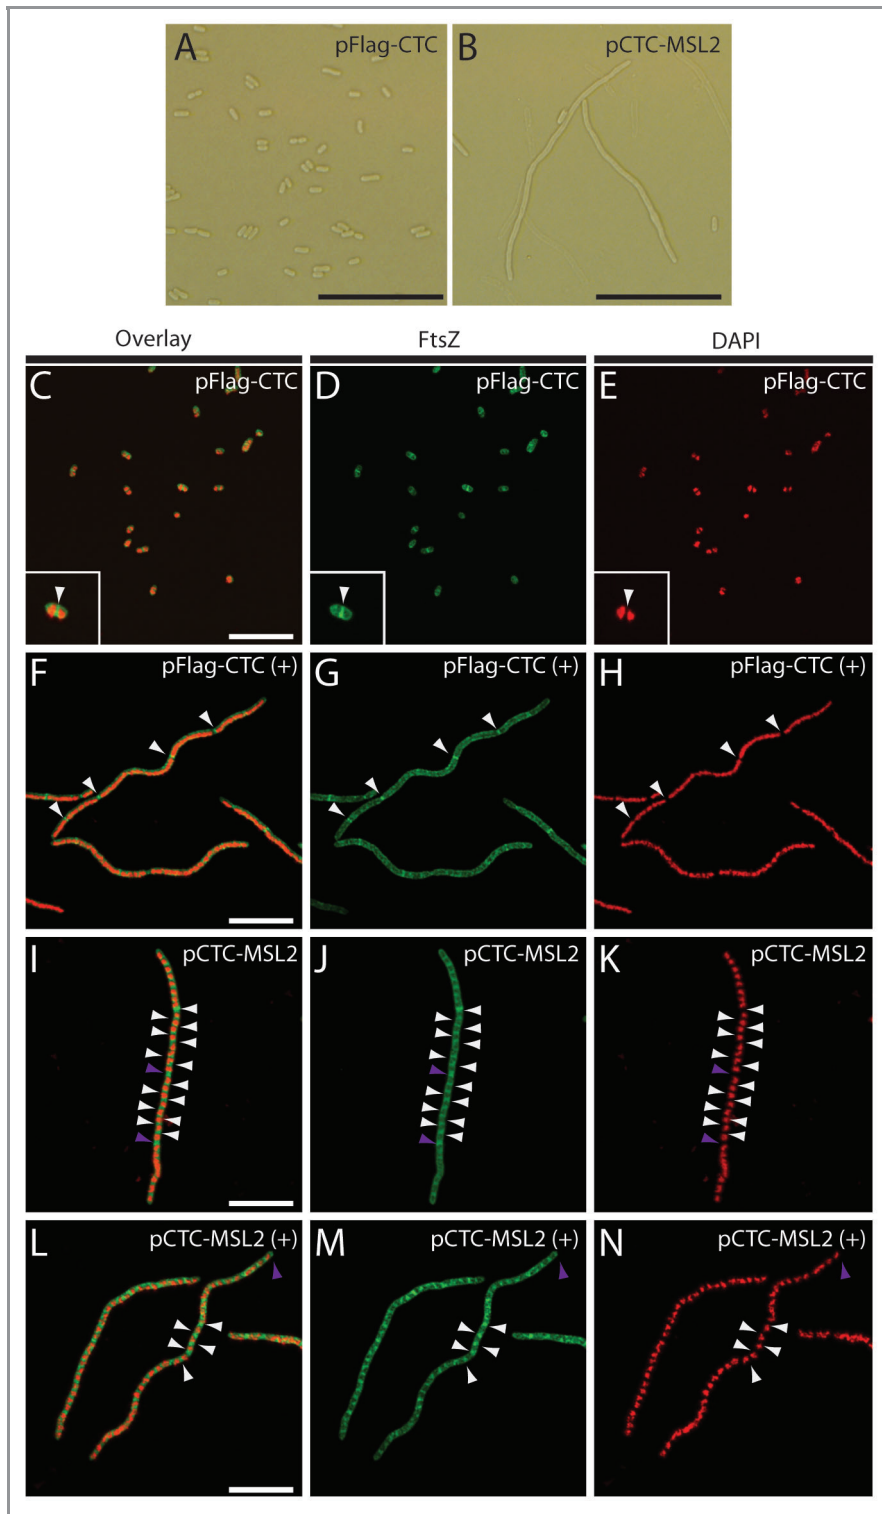 A pFlag-CTC B pCTC-MSL2
Overlay FtsZ DAPI
C pFlag-CTC D pFlag-CTC E pFlag-CTC
F pFlag-CTC (+) G pFlag-CTC (+) H pFlag-CTC (+)
I pCTC-MSL2 J pCTC-MSL2 K pCTC-MSL2
L pCTC-MSL2 (+) M pCTC-MSL2 (+) N pCTC-MSL2 (+)